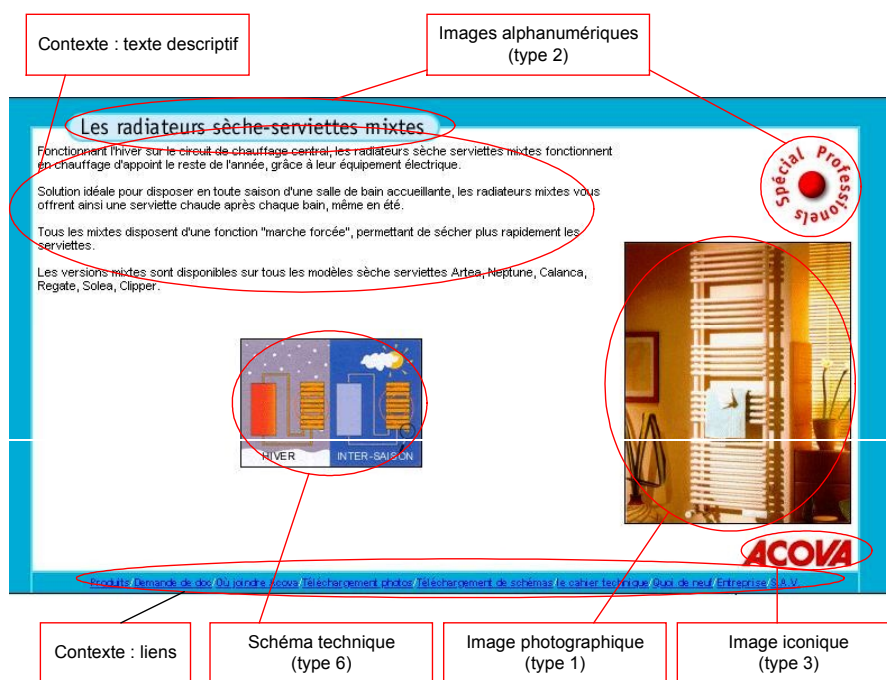 Contexte : texte descriptif
Images alphanumériques
(type 2)
Les radiateurs sèche-serviettes mixtes
Fonctionnant l'hiver sur le circuit de chauffage central, les radiateurs sèche serviettes mixtes fonctionnent
en chauffage d'appoint le reste de l'année, grâce à leur équipement électrique.
Solution idéale pour disposer en toute saison d'une salle de bain accueillante, les radiateurs mixtes vous
offrent ainsi une serviette chaude après chaque bain, même en été.
Tous les mixtes disposent d'une fonction "marche forcée", permettant de sécher plus rapidement les
serviettes.
Les versions mixtes sont disponibles sur tous les modèles sèche serviettes Artea, Neptune, Calanca,
Regate, Solea, Clipper.
Spécial Professionels
HIVER
INTER-SAISON
ACOVA
Produits/Demande de doc/Où joindre Acova/Téléchargement photos/Téléchargement de schémas/le cahier technique/Quoi de neuf/Entreprise/S.A.V.
Contexte : liens
Schéma technique
(type 6)
Image photographique
(type 1)
Image iconique
(type 3)